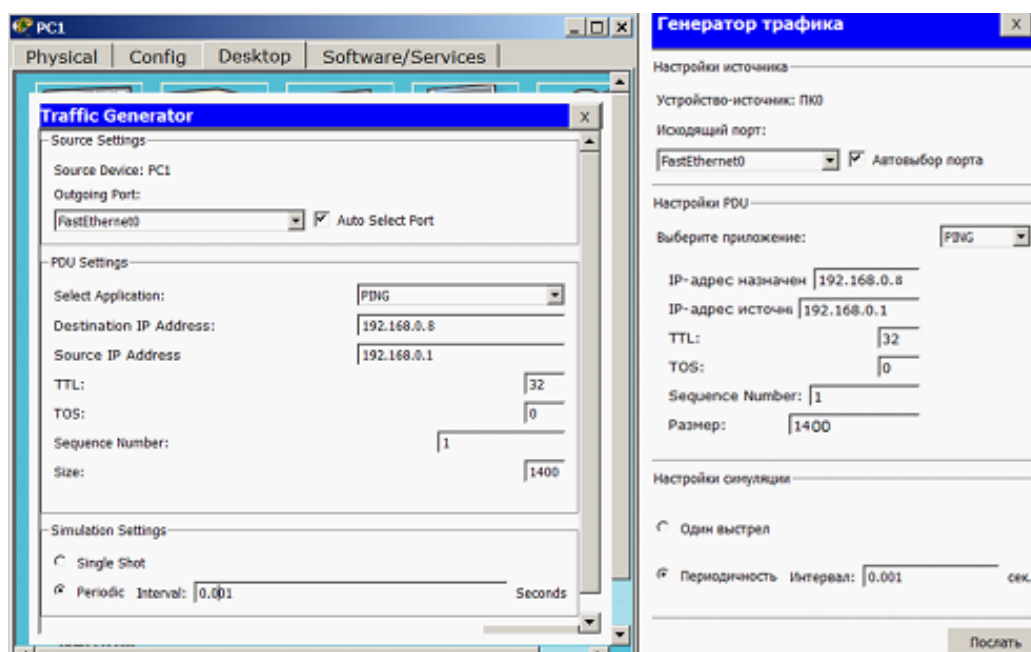 PC1
Physical Config Desktop Software/Services
Traffic Generator X
Source Settings
Source Device: PC1
Outgoing Port:
FastEthernet0 Auto Select Port
PDU Settings
Select Application: PING
Destination IP Address: 192.168.0.8
Source IP Address 192.168.0.1
TTL: 32
TOS: 0
Sequence Number: 1
Size: 1400
Simulation Settings
Single Shot
Periodic Interval: 0.001 Seconds
Генератор трафика X
Настройки источника
Устройство-источник: ПК0
Исходящий порт:
FastEthernet0 Автовыбор порта
Настройки PDU
Выберите приложение: PING
IP-адрес назначен 192.168.0.8
IP-адрес источни 192.168.0.1
TTL: 32
TOS: 0
Sequence Number: 1
Размер: 1400
Настройки симуляции
Один выстрел
Периодичность Интервал: 0.001 сек.
Послать